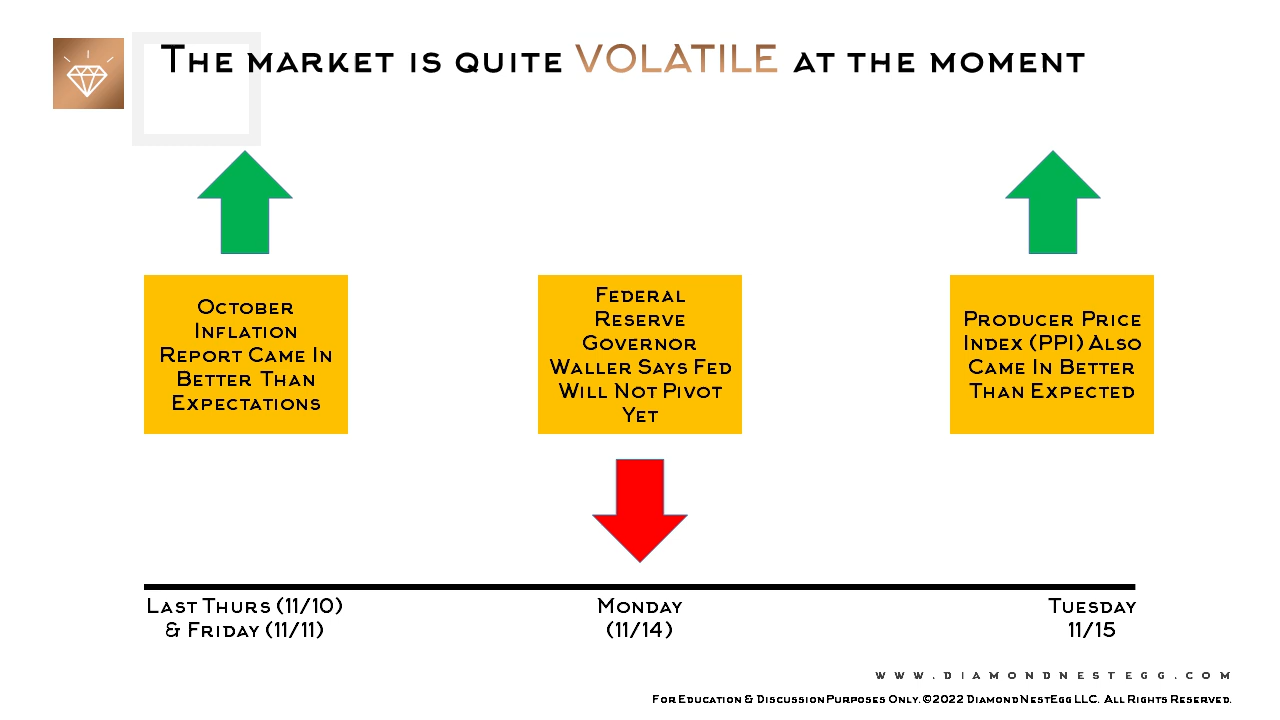 The market is quite VOLATILE at the moment
October
Inflation
Report Came In
Better Than
Expectations
Federal
Reserve
Governor
Waller Says Fed
Will Not Pivot
Yet
Producer Price
Index (PPI) Also
Came In Better
Than Expected
Last Thurs (11/10)
& Friday (11/11)
Monday
(11/14)
Tuesday
11/15
www.diamondnestegg.com
For Education & Discussion Purposes Only. ©2022 Diamond NestEgg LLC. All Rights Reserved.